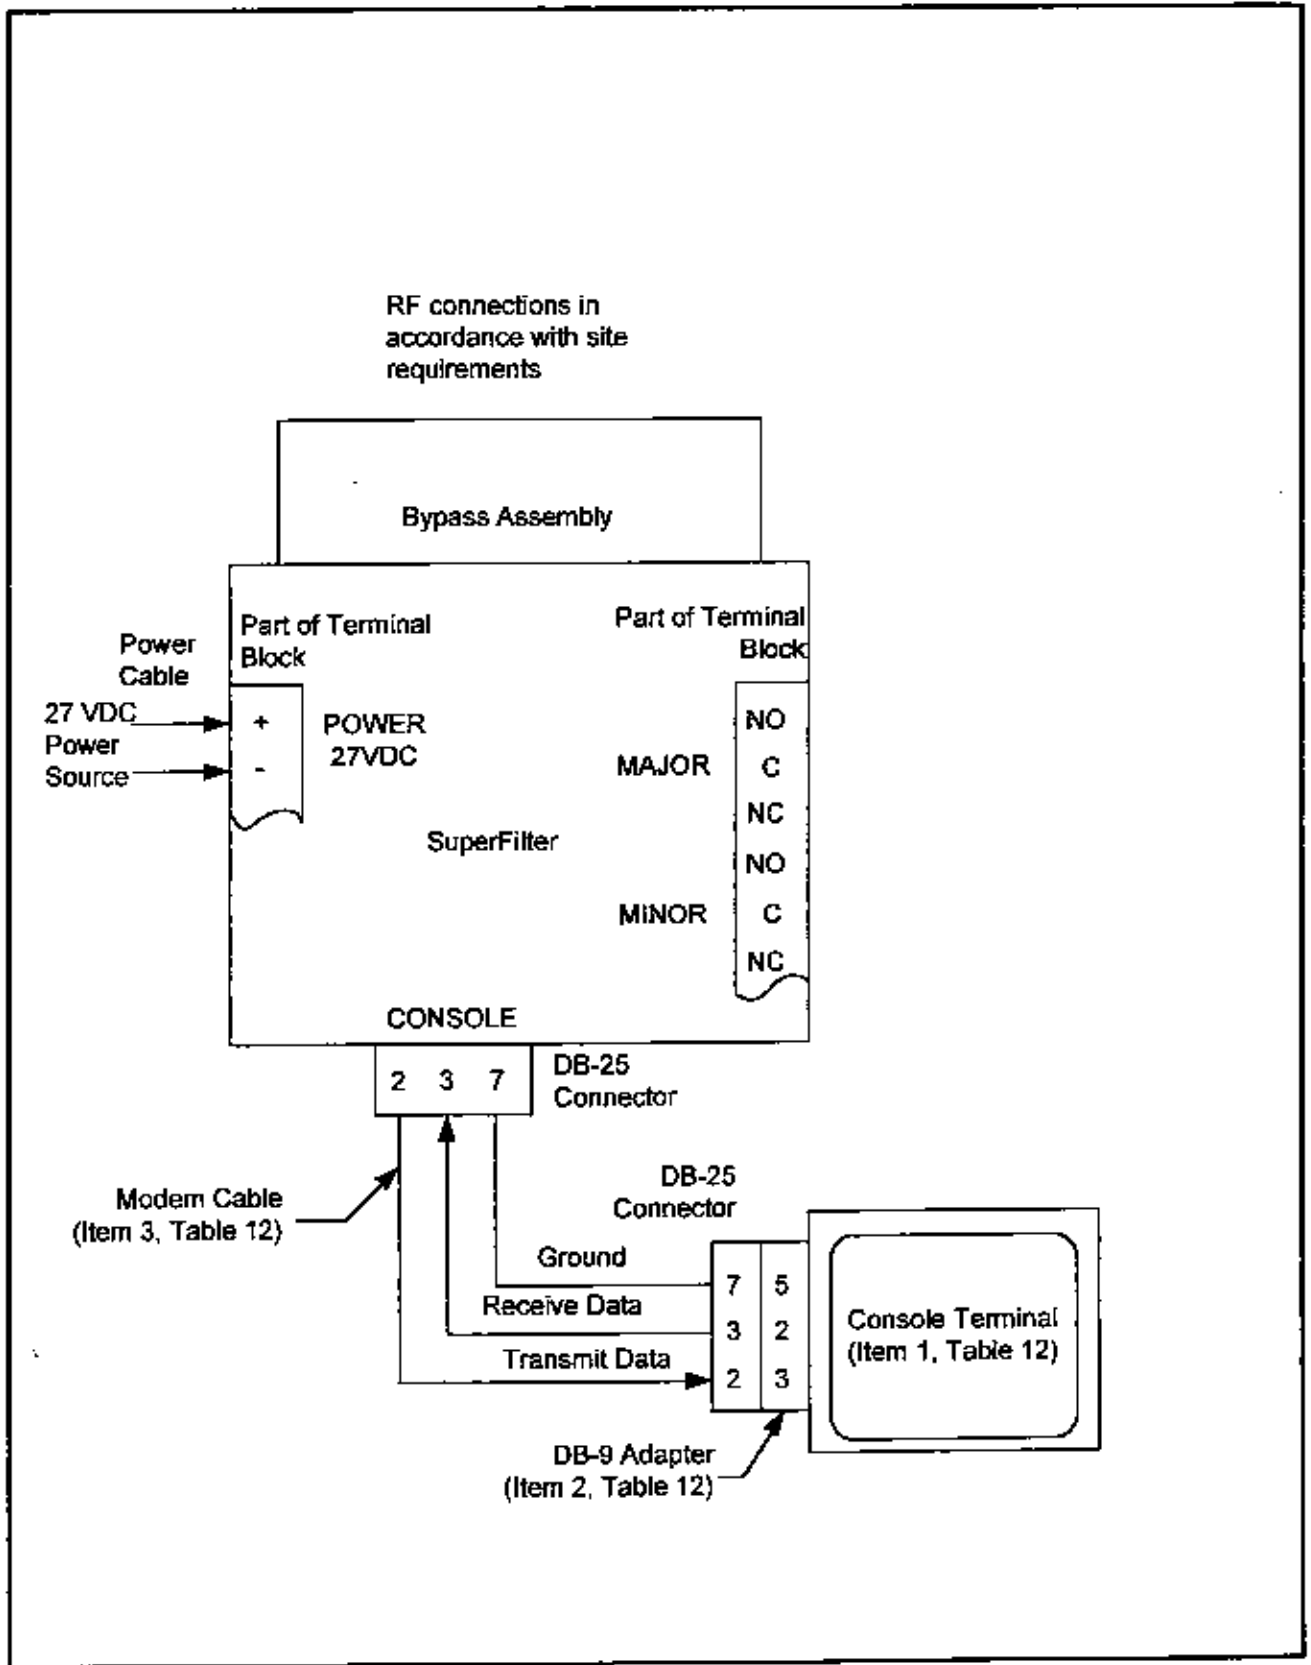 RF connections in
accordance with site
requirements
Bypass Assembly
Part of Terminal
Block
Part of Terminal
Block
Power
Cable
27 VDC
Power
Source
+
-
POWER
27VDC
MAJOR
NO
C
NC
SuperFilter
MINOR
NO
C
NC
CONSOLE
2 3 7
DB-25
Connector
Modem Cable
(Item 3, Table 12)
DB-25
Connector
Ground
Receive Data
Transmit Data
7 5
3 2
2 3
Console Terminal
(Item 1, Table 12)
DB-9 Adapter
(Item 2, Table 12)